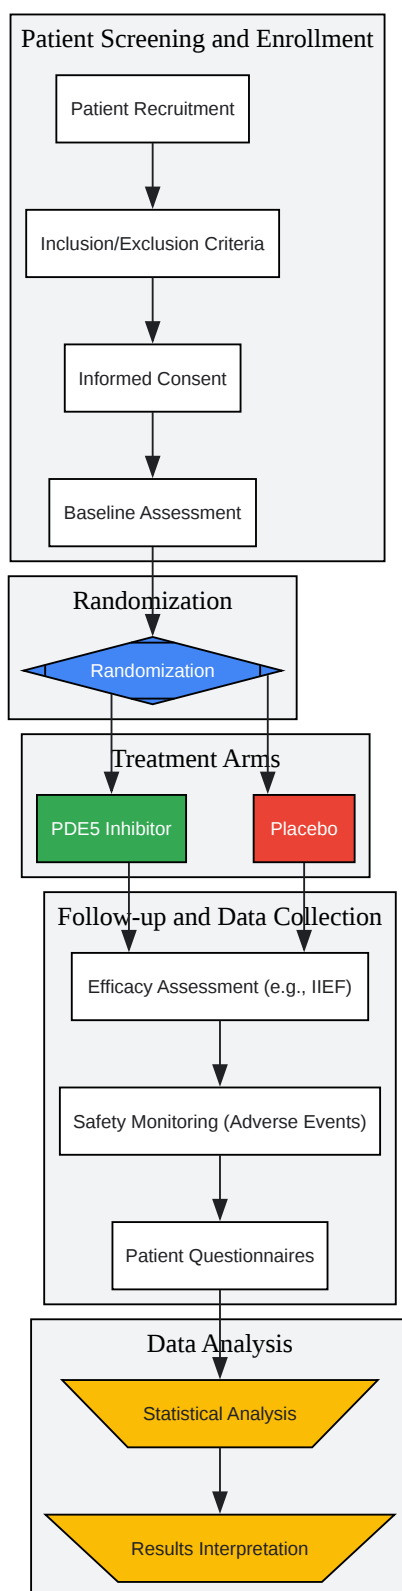 Patient Screening and Enrollment
Patient Recruitment
Inclusion/Exclusion Criteria
Informed Consent
Baseline Assessment
Randomization
Randomization
Treatment Arms
PDE5 Inhibitor
Placebo
Follow-up and Data Collection
Efficacy Assessment (e.g., IIEF)
Safety Monitoring (Adverse Events)
Patient Questionnaires
Data Analysis
Statistical Analysis
Results Interpretation